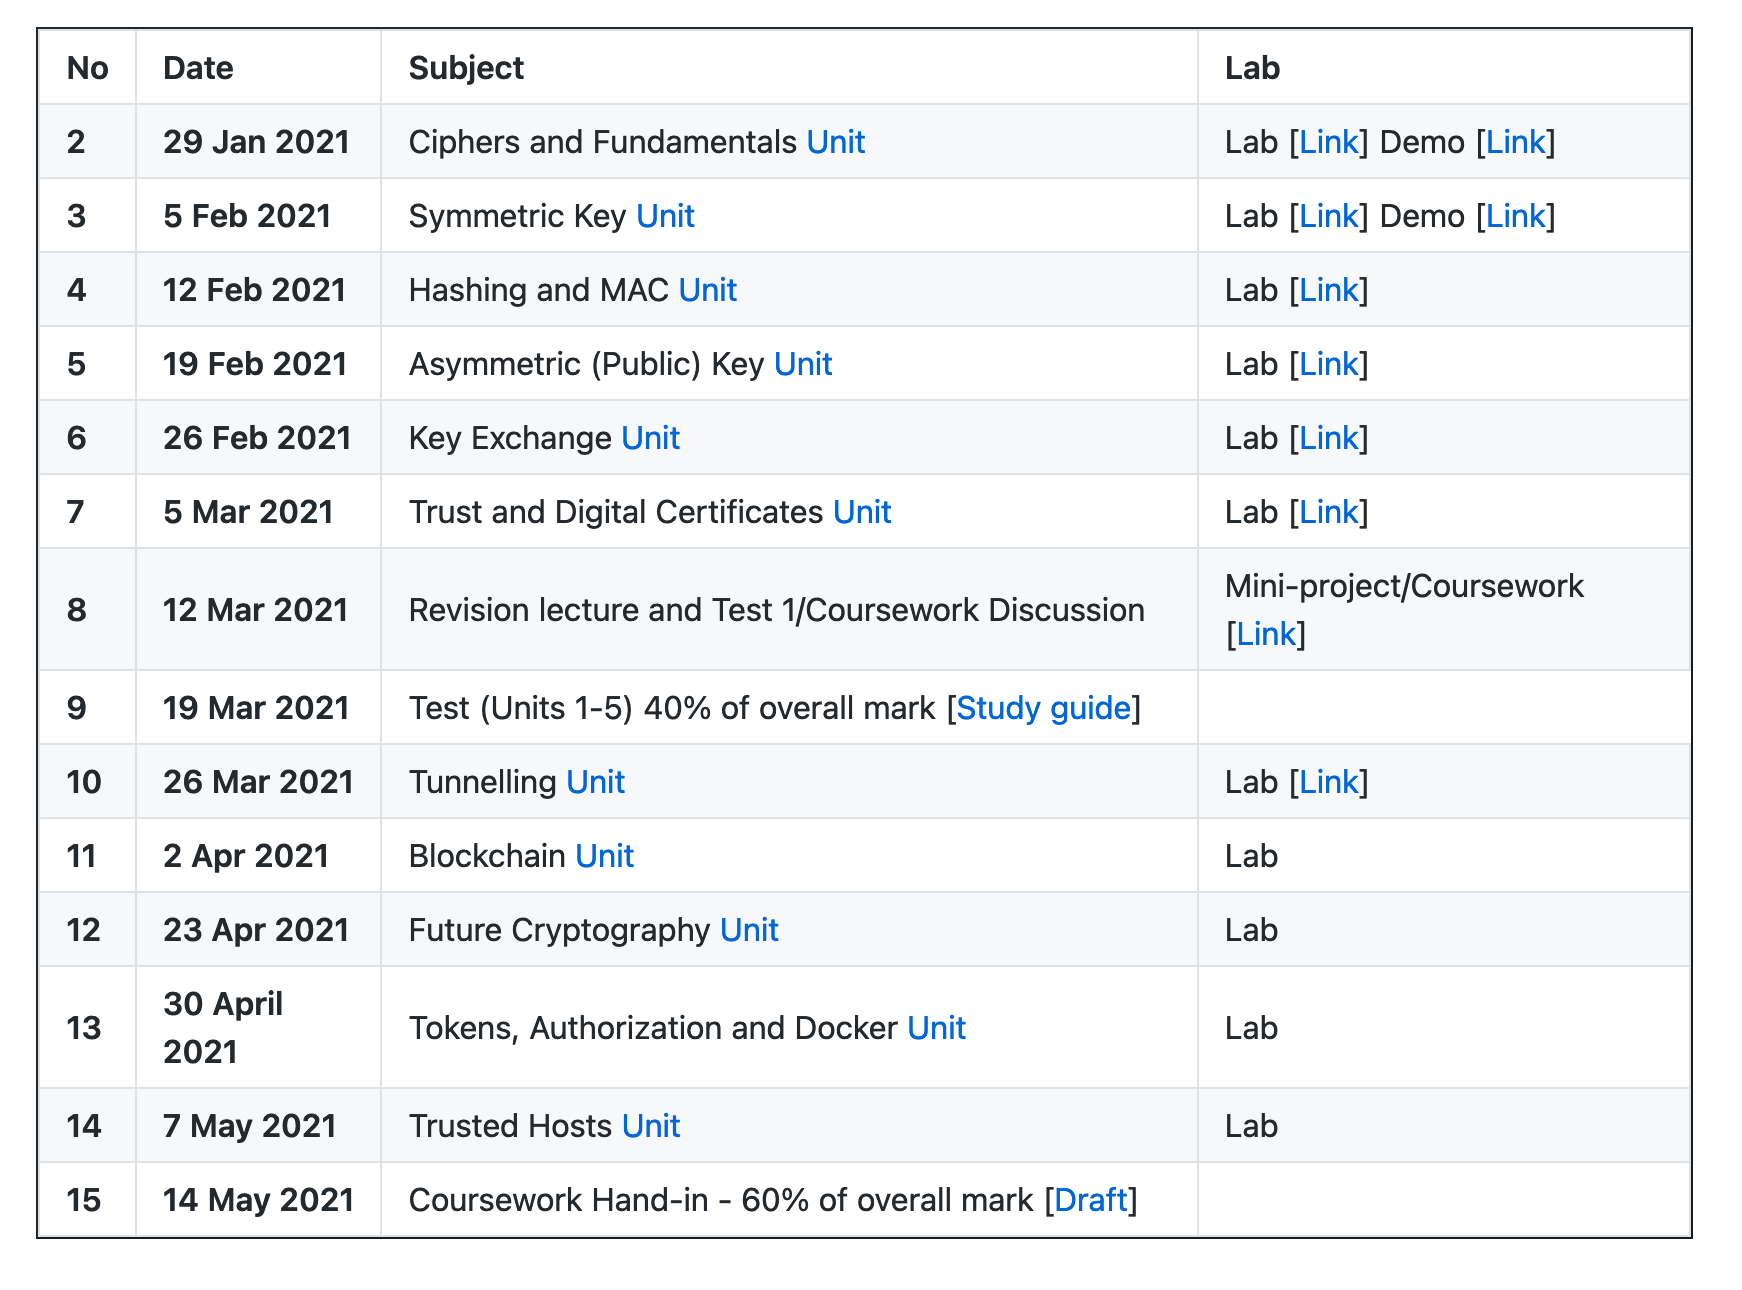 No Date Subject Lab
2 29 Jan 2021 Ciphers and Fundamentals Unit Lab [Link] Demo [Link]
3 5 Feb 2021 Symmetric Key Unit Lab [Link] Demo [Link]
4 12 Feb 2021 Hashing and MAC Unit Lab [Link]
5 19 Feb 2021 Asymmetric (Public) Key Unit Lab [Link]
6 26 Feb 2021 Key Exchange Unit Lab [Link]
7 5 Mar 2021 Trust and Digital Certificates Unit Lab [Link]
8 12 Mar 2021 Revision lecture and Test 1/Coursework Discussion Mini-project/Coursework
[Link]
9 19 Mar 2021 Test (Units 1-5) 40% of overall mark [Study guide]
10 26 Mar 2021 Tunnelling Unit Lab [Link]
11 2 Apr 2021 Blockchain Unit Lab
12 23 Apr 2021 Future Cryptography Unit Lab
13 30 April
2021 Tokens, Authorization and Docker Unit Lab
14 7 May 2021 Trusted Hosts Unit Lab
15 14 May 2021 Coursework Hand-in - 60% of overall mark [Draft]